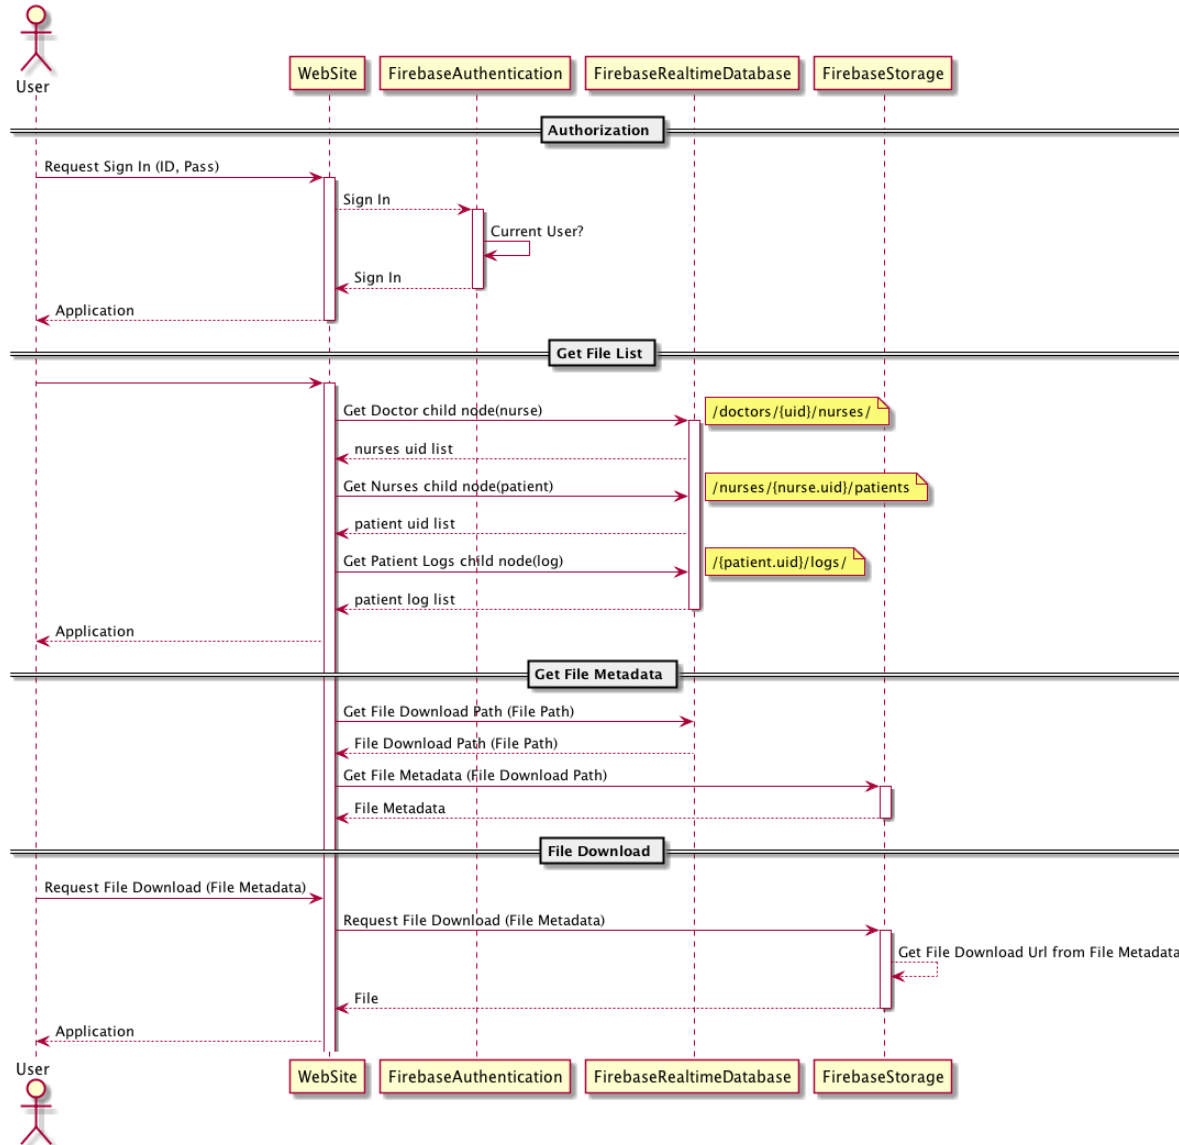 User
WebSite
FirebaseAuthentication
FirebaseRealtimeDatabase
FirebaseStorage
Authorization
Request Sign In (ID, Pass)
Sign In
Current User?
Sign In
Application
Get File List
Get Doctor child node(nurse)
/doctors/{uid}/nurses/
nurses uid list
Get Nurses child node(patient)
/nurses/{nurse.uid}/patients
patient uid list
Get Patient Logs child node(log)
/{patient.uid}/logs/
patient log list
Application
Get File Metadata
Get File Download Path (File Path)
File Download Path (File Path)
Get File Metadata (File Download Path)
File Metadata
File Download
Request File Download (File Metadata)
Request File Download (File Metadata)
Get File Download Url from File Metadata
File
Application
User
WebSite
FirebaseAuthentication
FirebaseRealtimeDatabase
FirebaseStorage